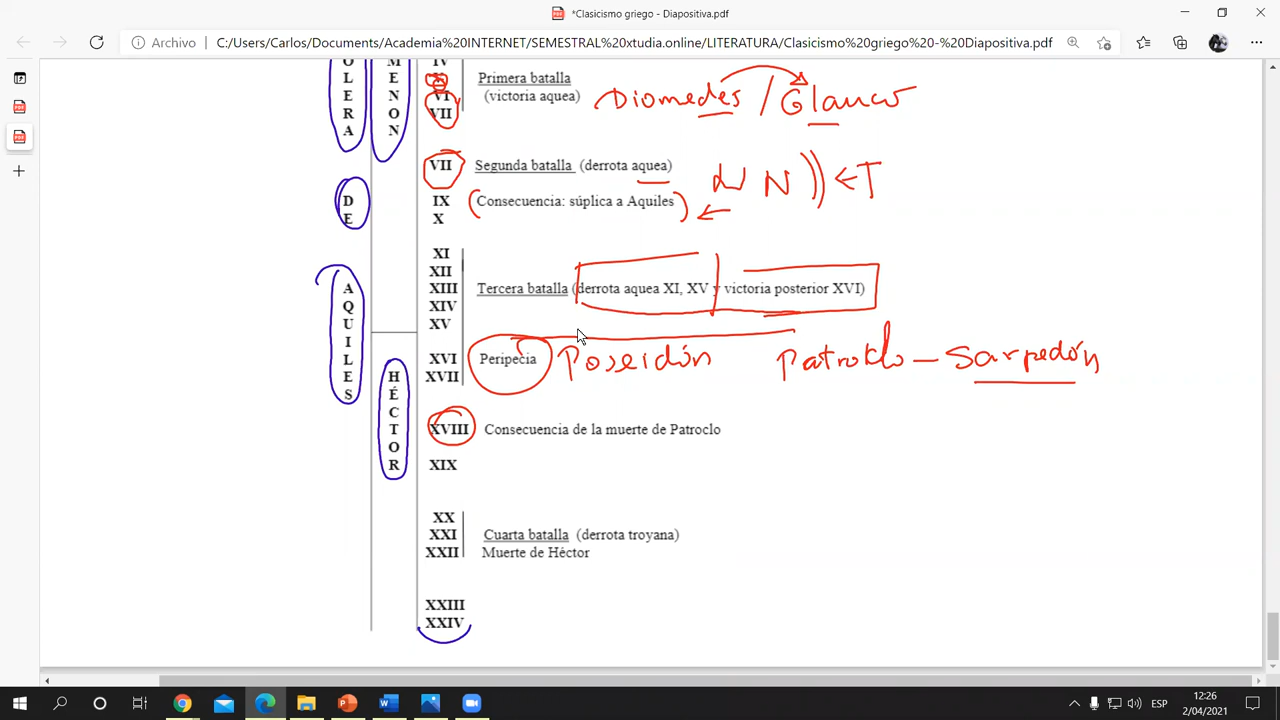 *Clasicismo griego - Diapositiva.pdf
Archivo
C:/Users/Carlos/Documents/Academia%20INTERNET/SEMESTRAL%20xtudia.online/LITERATURA/Clasicismo%20griego%20-%20Diapositiva.pdf
O L E R A
M E N O N
IV
VI
VII
Primera batalla
(victoria aquea)
Diomedes / Glauco
VII Segunda batalla (derrota aquea)
N )) ← T
D E
IX (Consecuencia: súplica a Aquiles)
X
XI
XII
XIII Tercera batalla (derrota aquea XI, XV y victoria posterior XVI)
XIV
XV
A Q U I L E S
XVI Peripecia
XVII
Poseidón Patroklo - Sarpedón
H É C T O R
XVIII Consecuencia de la muerte de Patroclo
XIX
XX
XXI Cuarta batalla (derrota troyana)
XXII Muerte de Héctor
XXIII
XXIV
ESP
12:26
2/04/2021